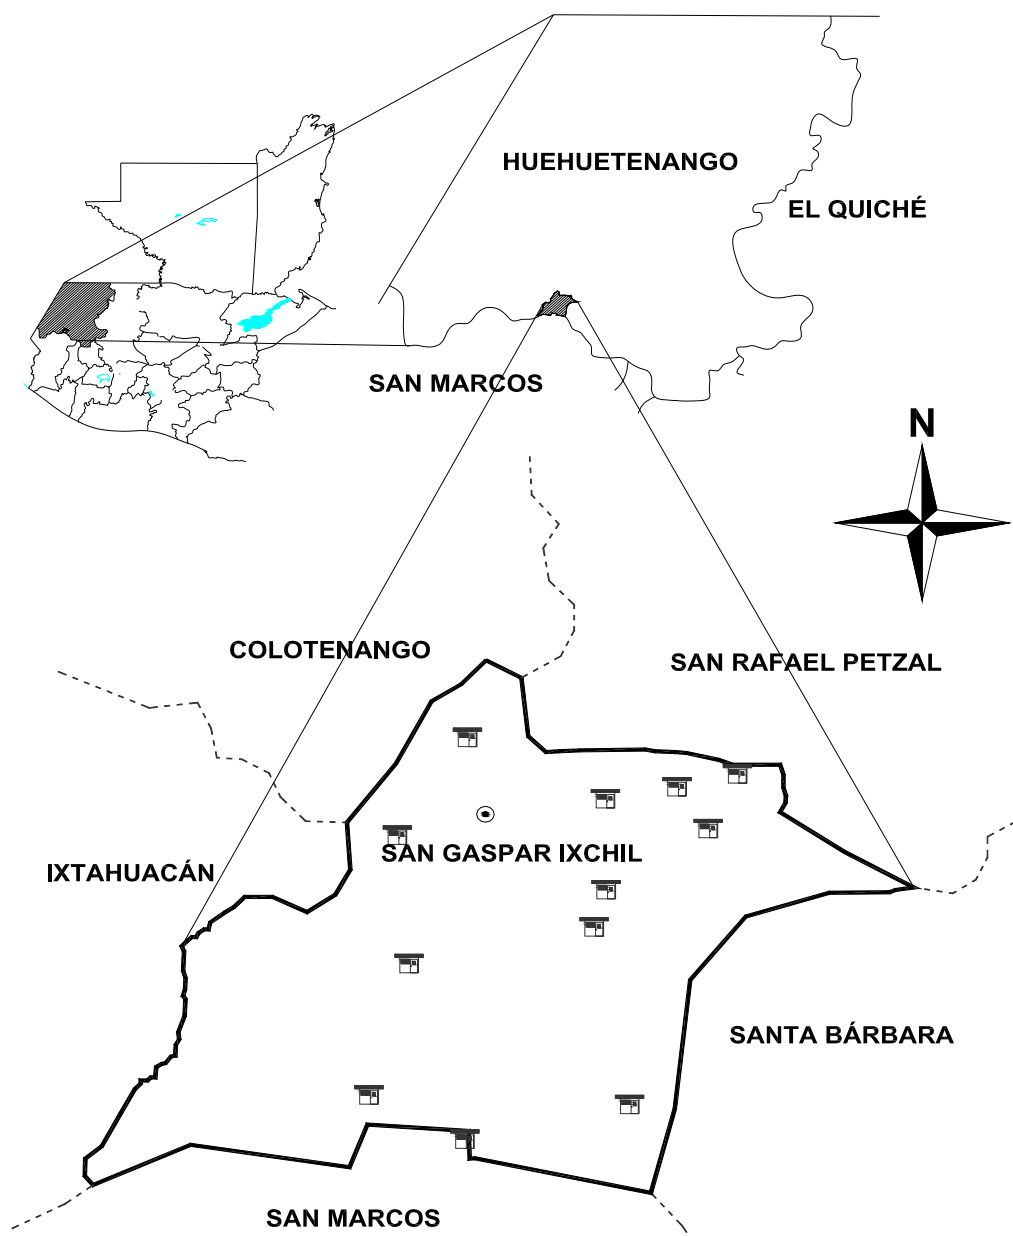 HUEHUETENANGO
EL QUICHÉ
SAN MARCOS
N
COLOTENANGO
SAN RAFAEL PETZAL
SAN GASPAR IXCHIL
IXTAHUACÁN
SANTA BÁRBARA
SAN MARCOS